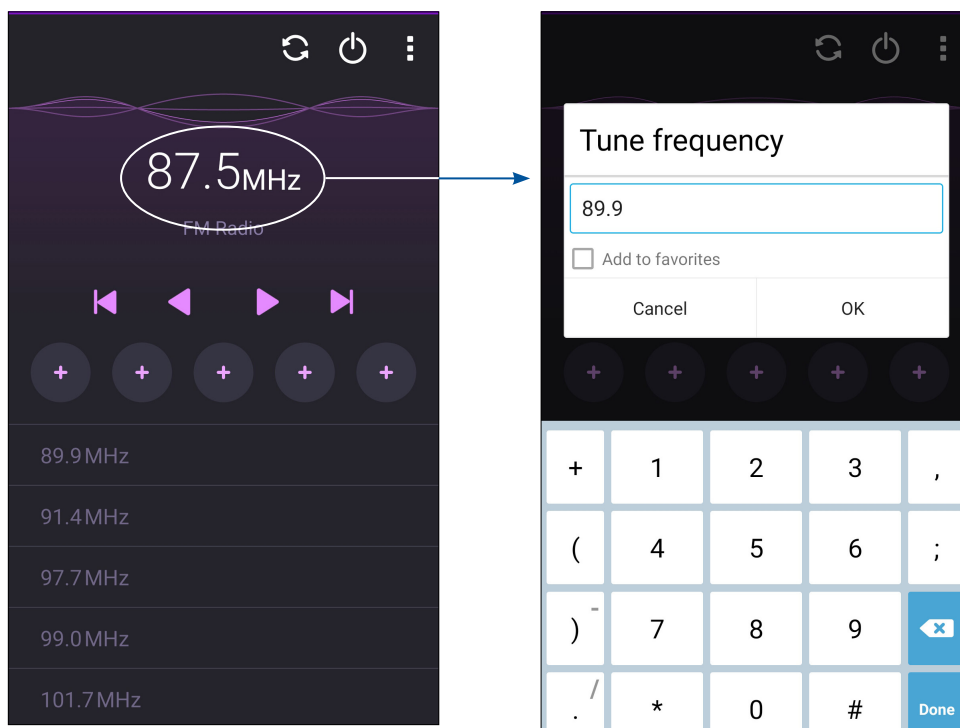 87.5MHz
FM Radio
+ + + + +
89.9MHz
91.4MHz
97.7MHz
99.0MHz
101.7MHz
Tune frequency
89.9
Add to favorites
Cancel OK
+ + + + +
+ 1 2 3 ,
( 4 5 6 ;
) - 7 8 9
. / * 0 # Done